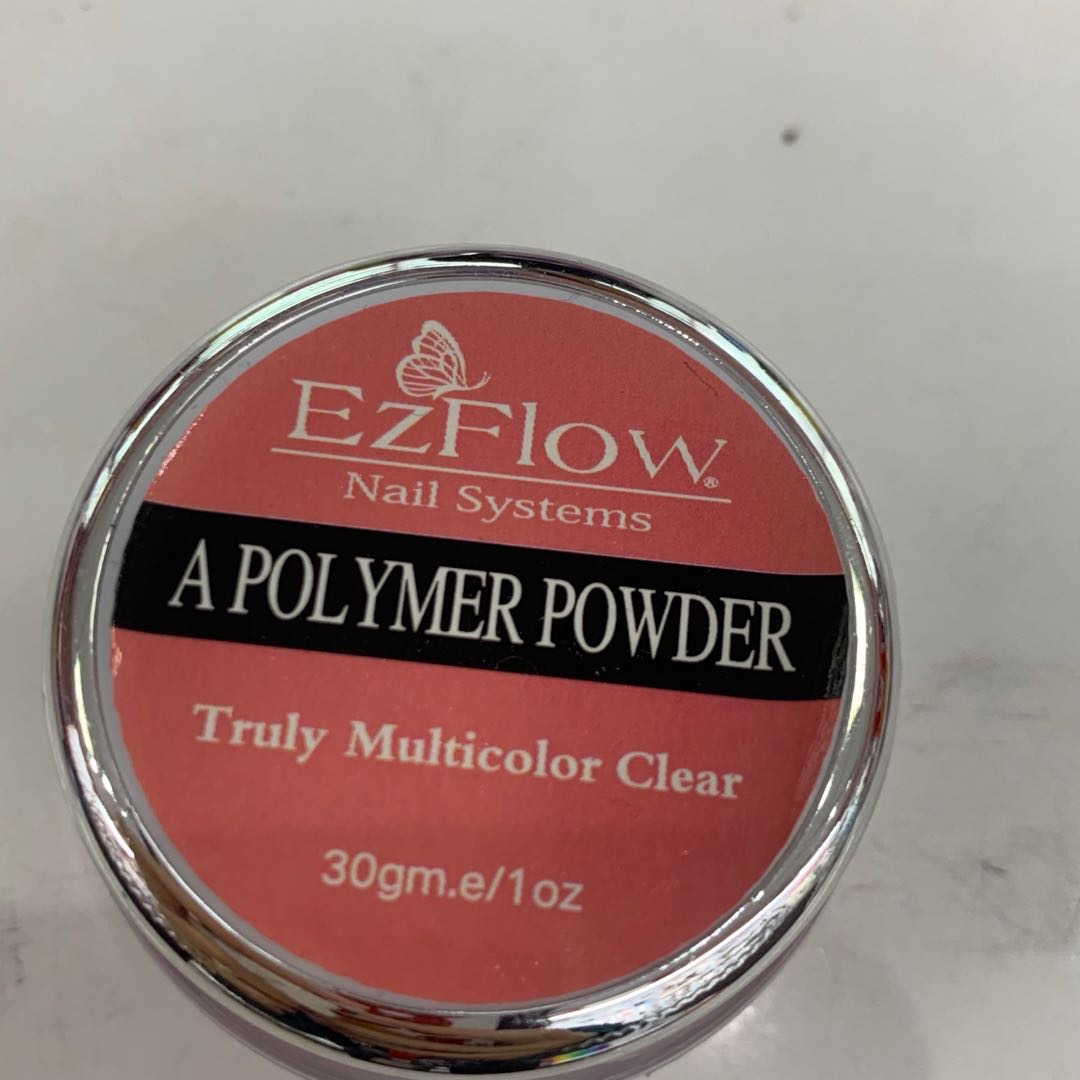 EzFlow®
Nail Systems
A POLYMER POWDER
Truly Multicolor Clear
30gm.e/1oz